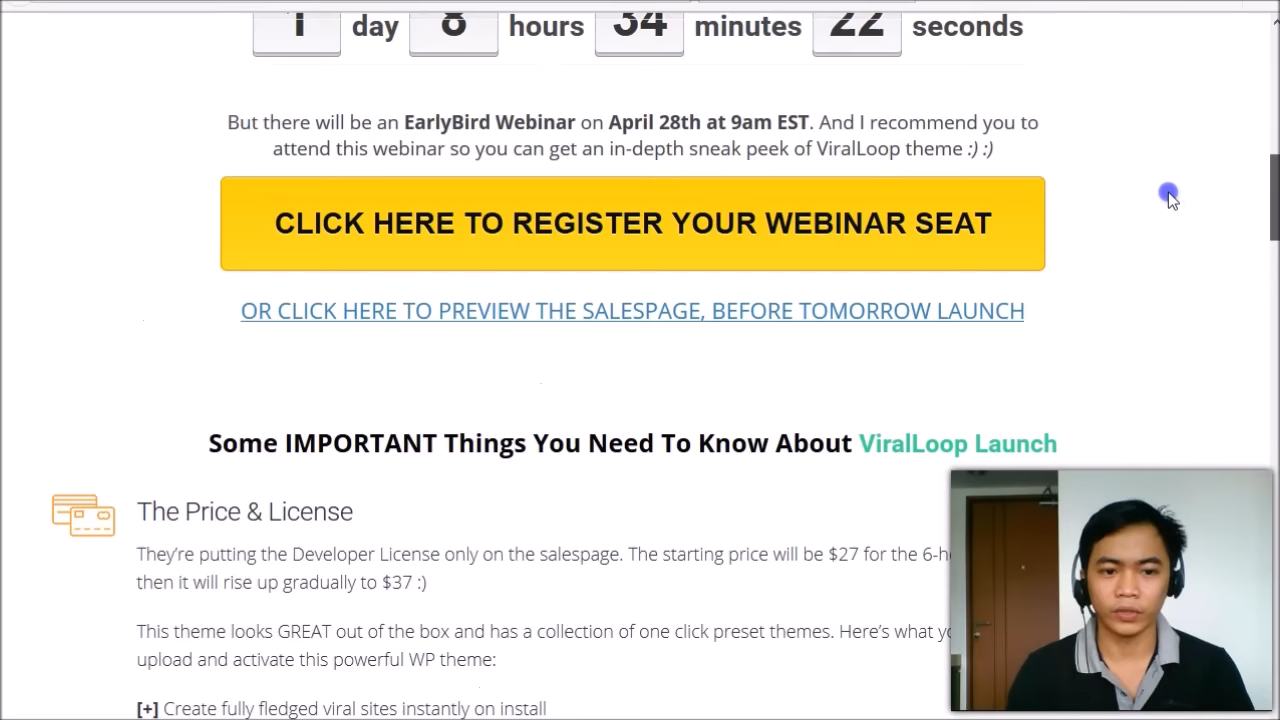 1 day 8 hours 34 minutes 22 seconds
But there will be an EarlyBird Webinar on April 28th at 9am EST. And I recommend you to
attend this webinar so you can get an in-depth sneak peek of ViralLoop theme :) :)
CLICK HERE TO REGISTER YOUR WEBINAR SEAT
OR CLICK HERE TO PREVIEW THE SALESPAGE, BEFORE TOMORROW LAUNCH
Some IMPORTANT Things You Need To Know About ViralLoop Launch
The Price & License
They're putting the Developer License only on the salespage. The starting price will be $27 for the
then it will rise up gradually to $37 :)
This theme looks GREAT out of the box and has a collection of one click preset themes. Here's what
upload and activate this powerful WP theme:
[+] Create fully fledged viral sites instantly on install